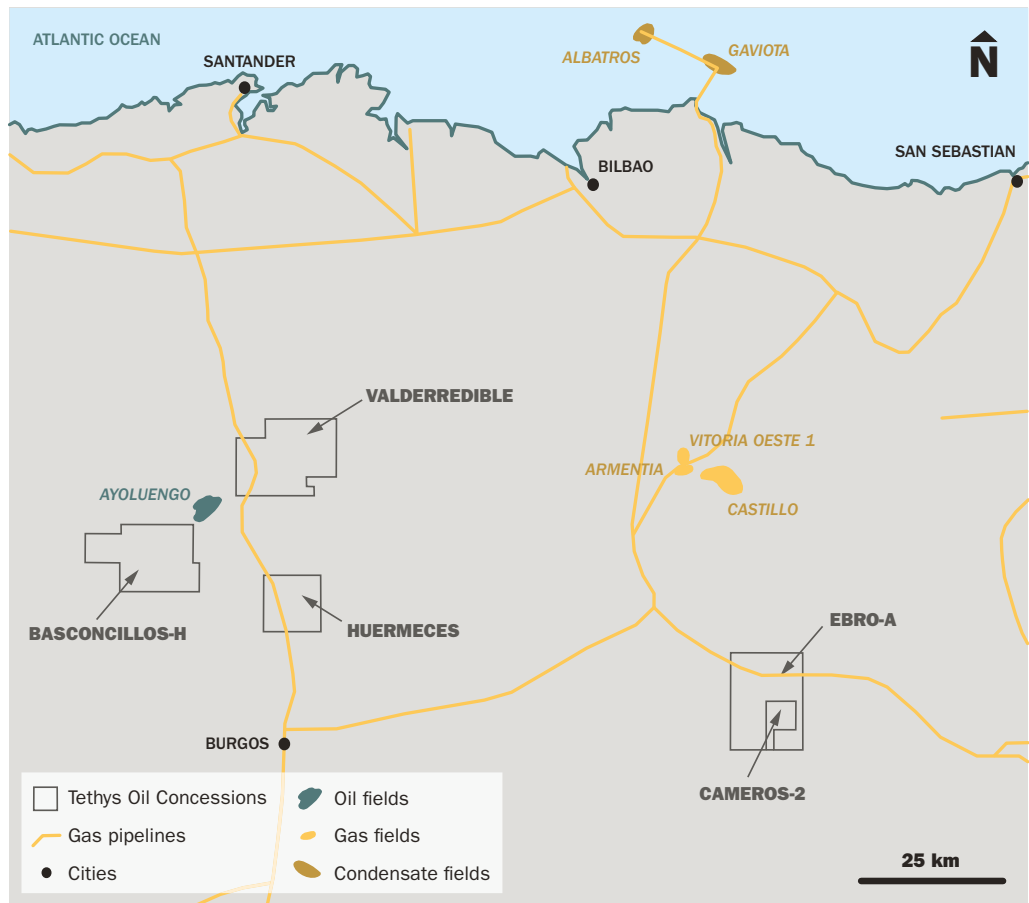 ATLANTIC OCEAN
SANTANDER
ALBATROS
GAVIOTA
N
BILBAO
SAN SEBASTIAN
VALDERREDIBLE
VITORIA OESTE 1
ARMENTIA
CASTILLO
AYOLUENGO
BASCONCILLOS-H
HUERMECES
EBRO-A
BURGOS
CAMEROS-2
Tethys Oil Concessions
Gas pipelines
Cities
Oil fields
Gas fields
Condensate fields
25 km